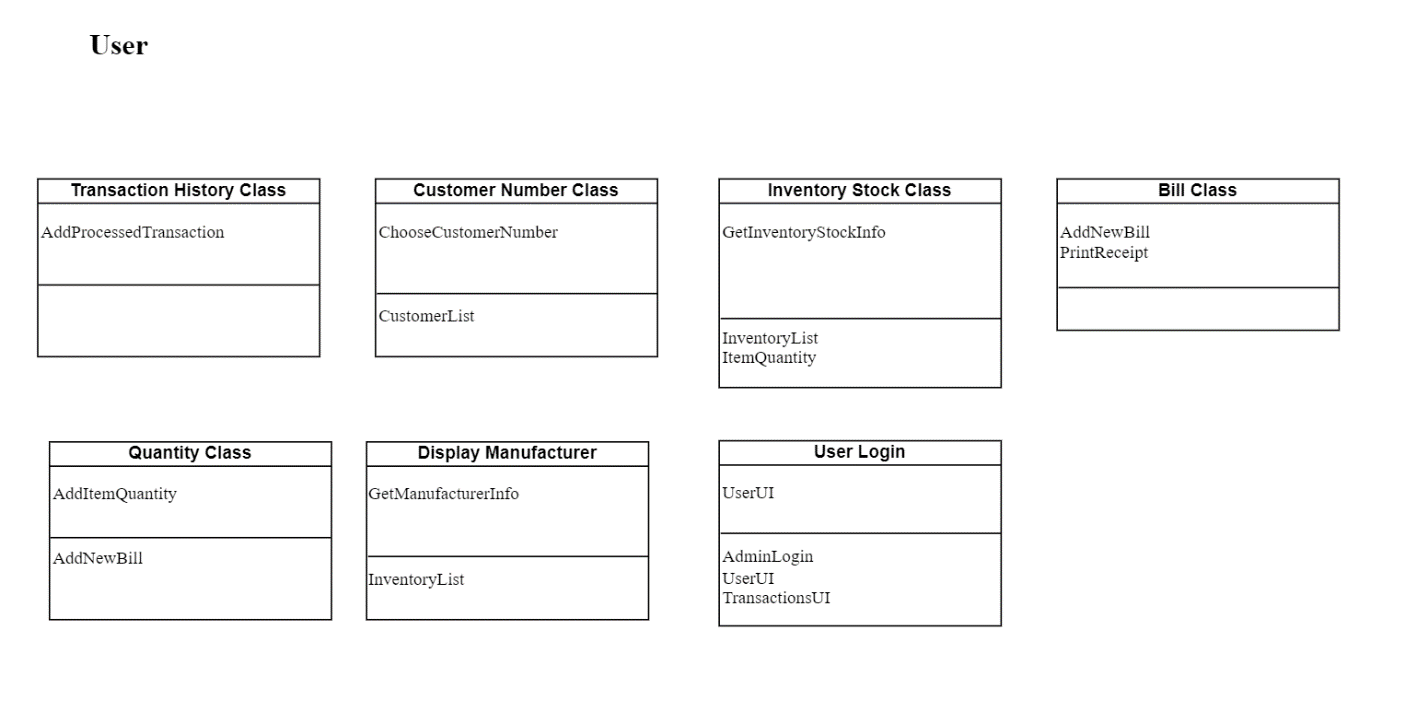 User
Transaction History Class
AddProcessedTransaction
Customer Number Class
ChooseCustomerNumber
CustomerList
Inventory Stock Class
GetInventoryStockInfo
InventoryList
ItemQuantity
Bill Class
AddNewBill
PrintReceipt
Quantity Class
AddItemQuantity
AddNewBill
Display Manufacturer
GetManufacturerInfo
InventoryList
User Login
UserUI
AdminLogin
UserUI
TransactionsUI